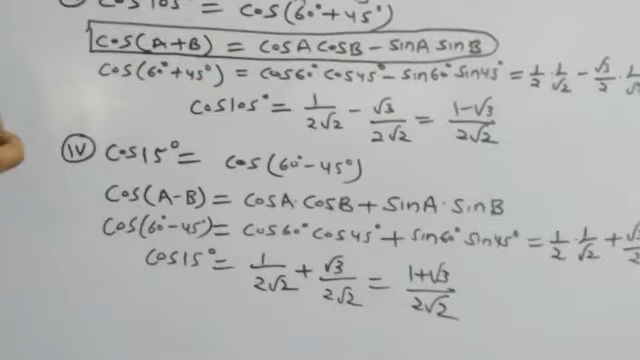 cos105° = cos(60°+45°)
cos(A+B) = cosA cosB − sinA sinB
cos(60°+45°) = cos60° cos45° − sin60° sin45° = 1/2 · 1/√2 − √3/2 ·
cos105° = 1/2√2 − √3/2√2 = 1−√3/2√2
(iv) cos15° = cos(60°−45°)
cos(A−B) = cosA·cosB + sinA·sinB
cos(60°−45°) = cos60° cos45° + sin60° sin45° = 1/2 · 1/√2 +
cos15° = 1/2√2 + √3/2√2 = 1+√3/2√2